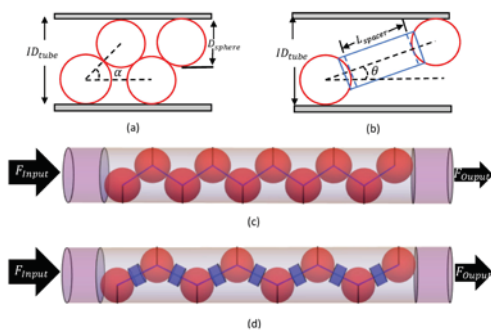 ID_tube
α
D_sphere
(a)
ID_tube
L_spacer
θ
(b)
F_Input
F_Ouput
(c)
F_Input
F_Ouput
(d)